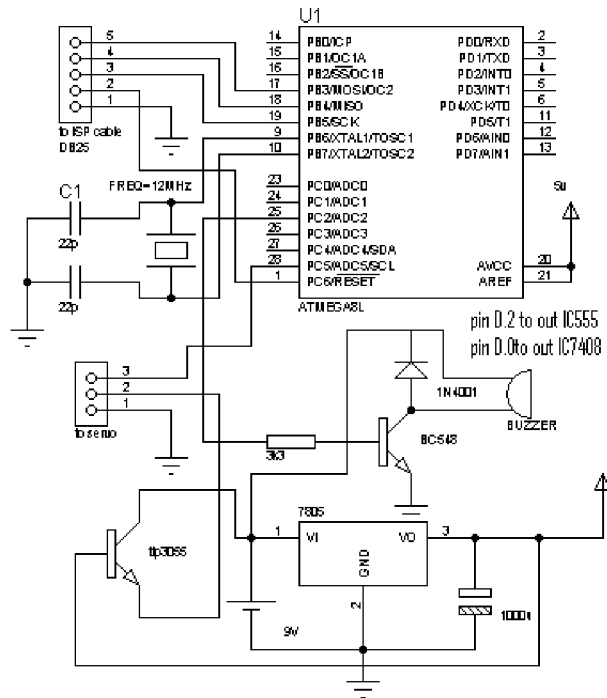 U1
5
4
3
2
1
to ISP cable
DB25
14 PB0/ICP PD0/RXD 2
15 PB1/OC1A PD1/TXD 3
16 PB2/SS/OC1B PD2/INT0 4
17 PB3/MOSI/OC2 PD3/INT1 5
18 PB4/MISO PD4/XCK/T0 6
19 PB5/SCK PD5/T1 11
9 PB6/XTAL1/TOSC1 PD6/AIN0 12
10 PB7/XTAL2/TOSC2 PD7/AIN1 13
23 PC0/ADC0
24 PC1/ADC1
25 PC2/ADC2
26 PC3/ADC3
27 PC4/ADC4/SDA
28 PC5/ADC5/SCL AVCC 20
1 PC6/RESET AREF 21
ATMEGA8L
5v
C1
FREQ=12MHz
22p
22p
pin D.2 to out IC555
pin D.0to out IC7408
3
2
1
to servo
1N4001
BUZZER
BC548
3k3
7805
1 VI VO 3
GND
2
tip3055
9V
1000u